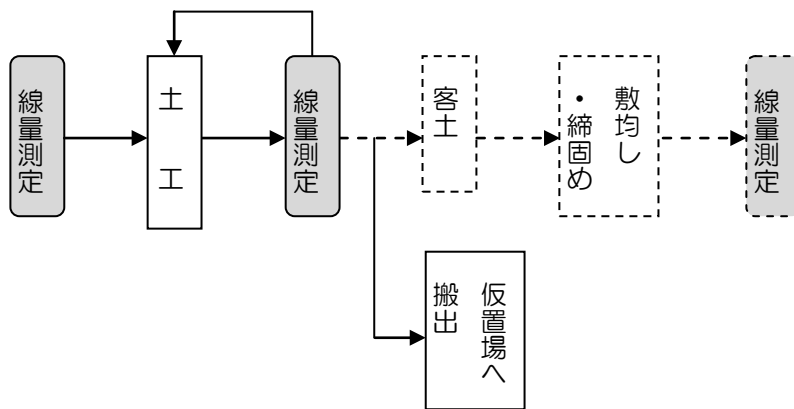 線量測定
土工
線量測定
客土
敷均し
・締固め
線量測定
仮置場へ
搬出